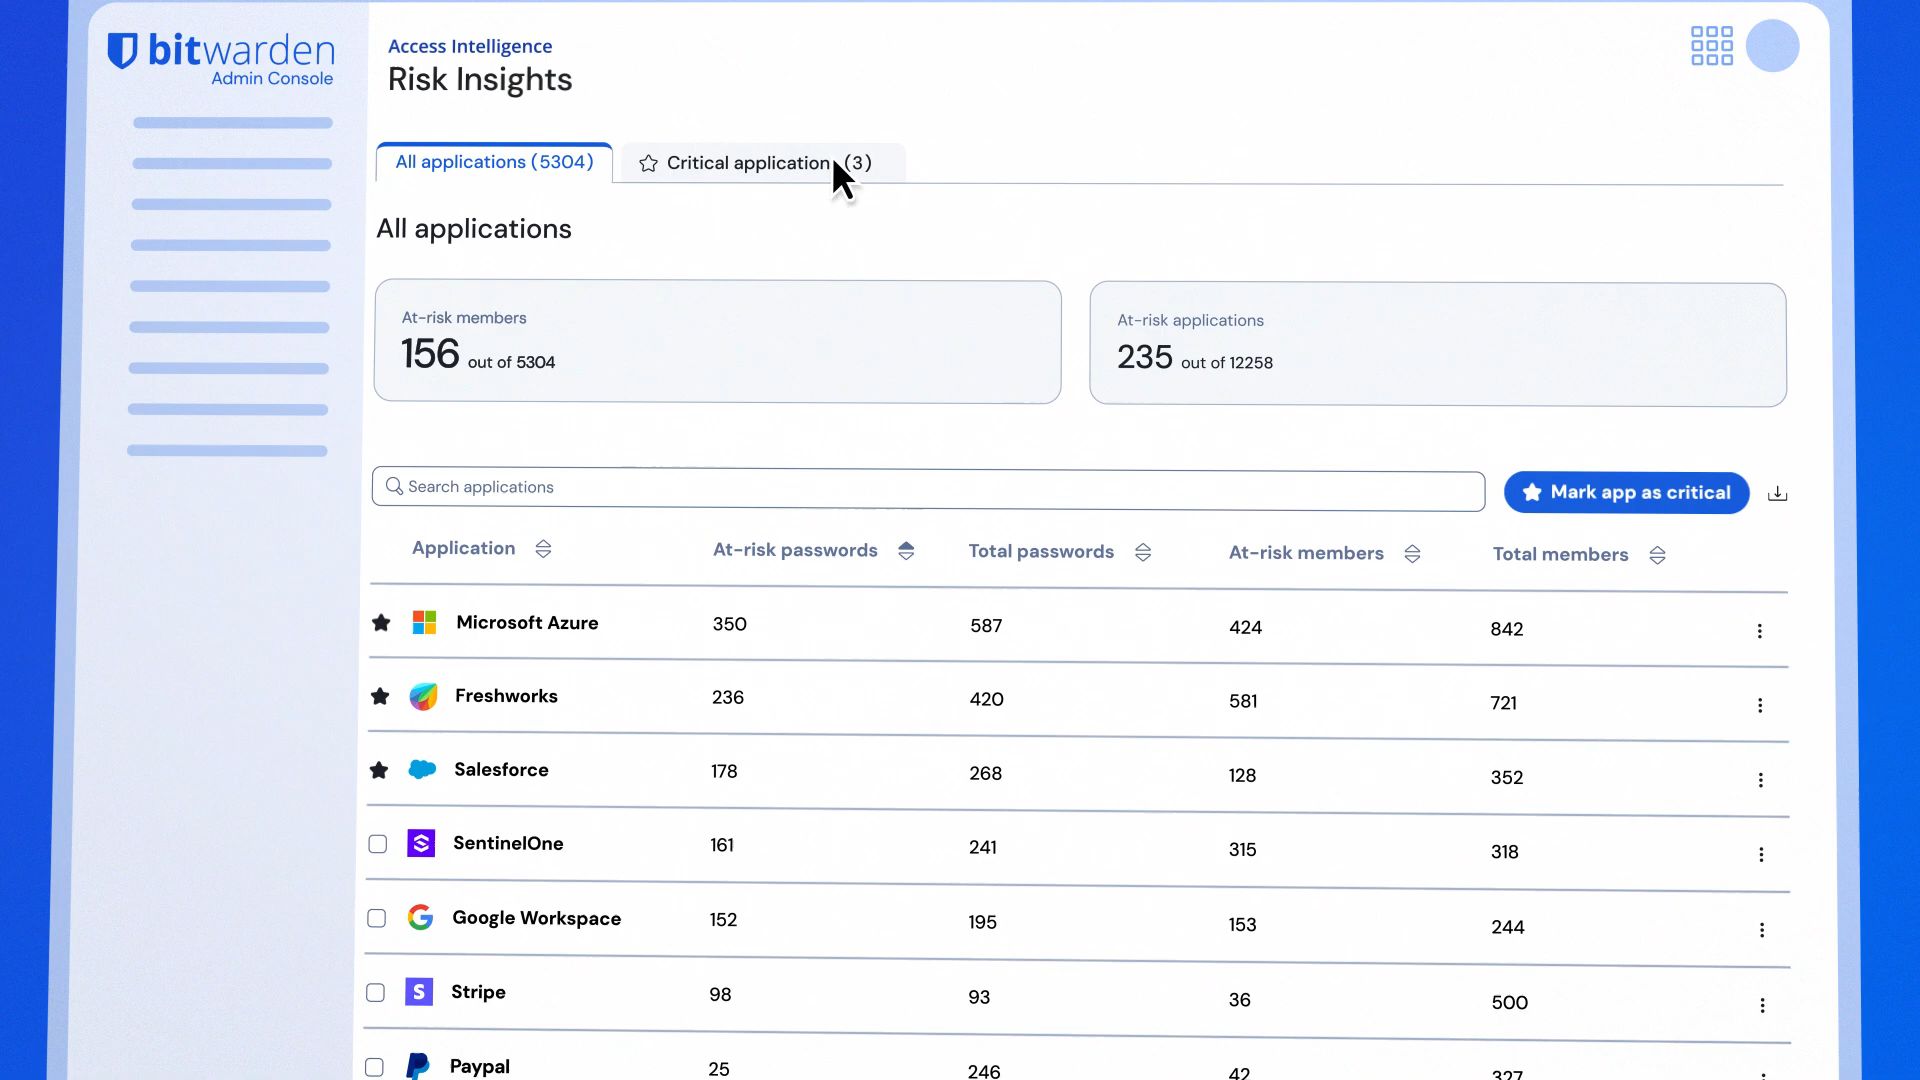 bitwarden
Admin Console
Access Intelligence
Risk Insights
All applications (5304)
Critical application (3)
All applications
At-risk members
156 out of 5304
At-risk applications
235 out of 12258
Search applications
Mark app as critical
Application At-risk passwords Total passwords At-risk members Total members
Microsoft Azure 350 587 424 842
Freshworks 236 420 581 721
Salesforce 178 268 128 352
SentinelOne 161 241 315 318
Google Workspace 152 195 153 244
S Stripe 98 93 36 500
Paypal 25 246 42 327